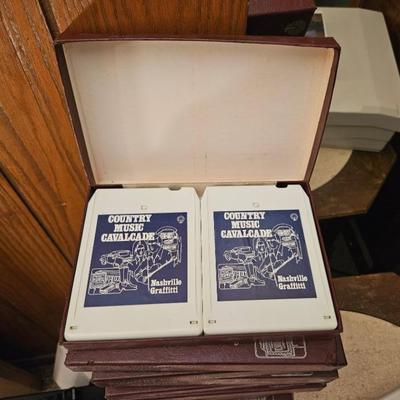 COUNTRY
MUSIC
CAVALCADE
Nashville
Graffitti
COUNTRY
MUSIC
CAVALCADE
Nashville
Graffitti